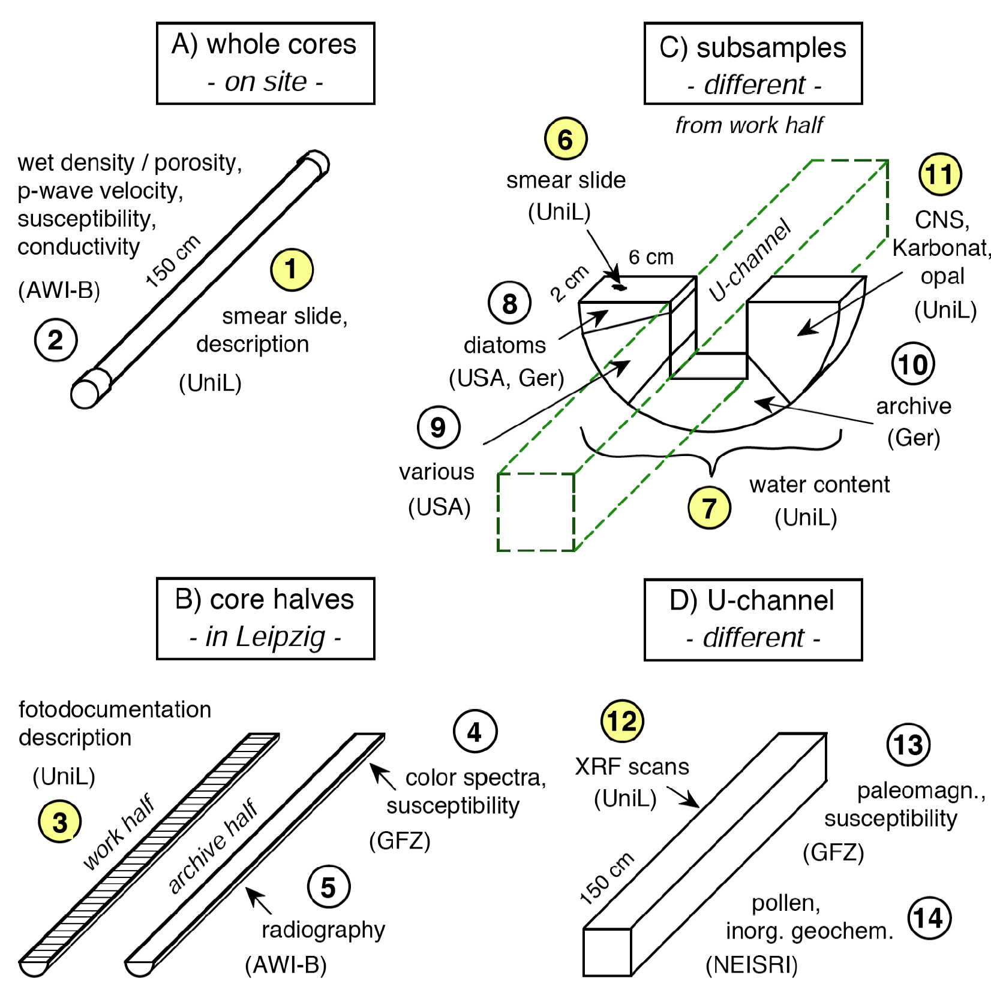 A) whole cores
- on site -
wet density / porosity,
p-wave velocity,
susceptibility,
conductivity
(AWI-B)
2
150 cm
1
smear slide,
description
(UniL)
C) subsamples
- different -
from work half
6
smear slide
(UniL)
6 cm
2 cm
U-channel
11
CNS,
Karbonat,
opal
(UniL)
8
diatoms
(USA, Ger)
10
archive
(Ger)
9
various
(USA)
7
water content
(UniL)
B) core halves
- in Leipzig -
fotodocumentation
description
(UniL)
3
work half
archive half
4
color spectra,
susceptibility
(GFZ)
5
radiography
(AWI-B)
D) U-channel
- different -
12
XRF scans
(UniL)
150 cm
13
paleomagn.,
susceptibility
(GFZ)
pollen,
inorg. geochem.
14
(NEISRI)